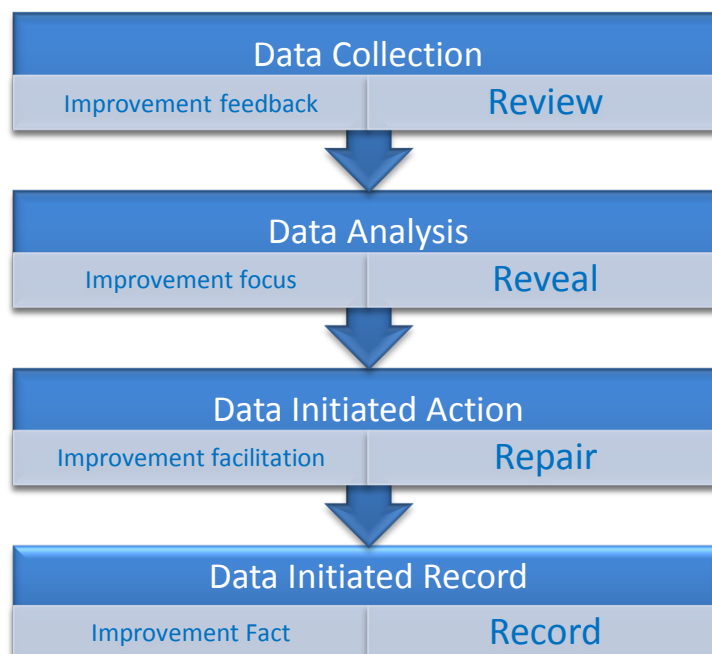 Data Collection
Improvement feedback
Review
Data Analysis
Improvement focus
Reveal
Data Initiated Action
Improvement facilitation
Repair
Data Initiated Record
Improvement Fact
Record